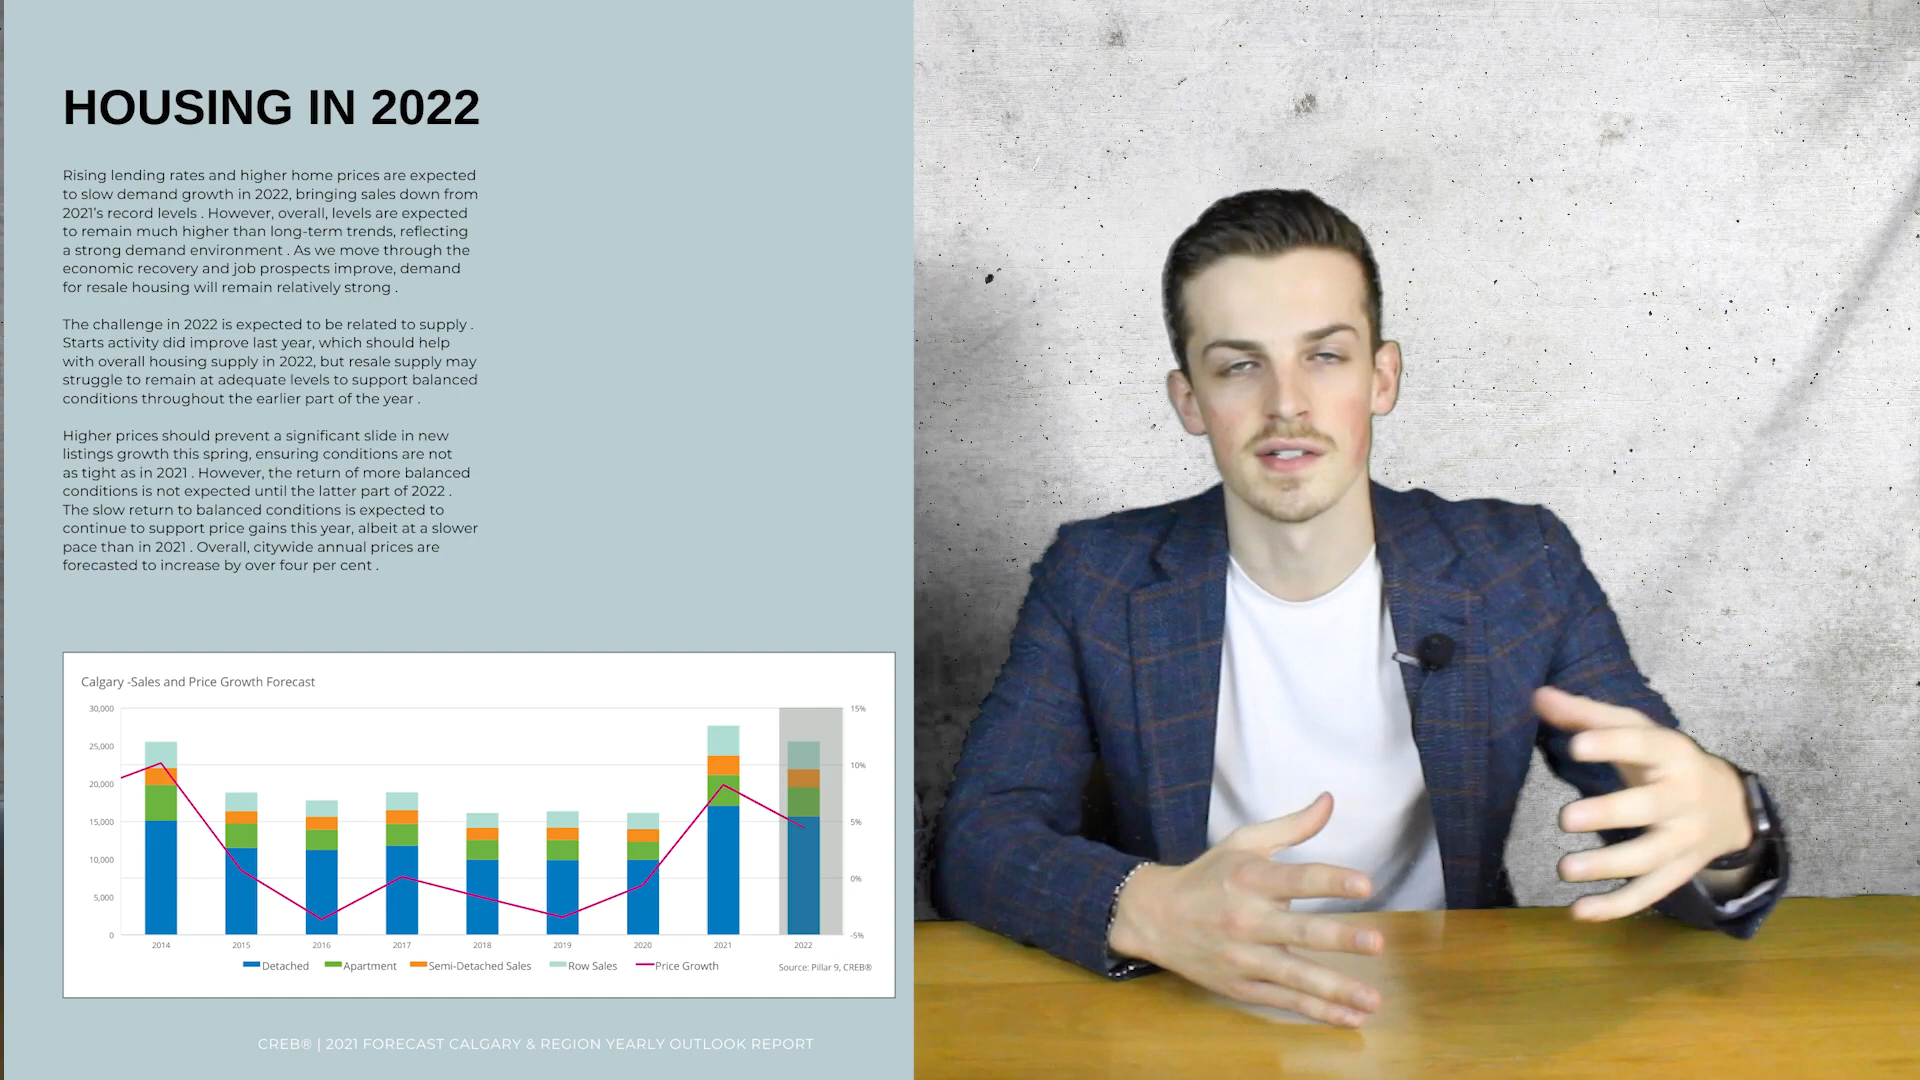 HOUSING IN 2022
Rising lending rates and higher home prices are expected
to slow demand growth in 2022, bringing sales down from
2021's record levels . However, overall, levels are expected
to remain much higher than long-term trends, reflecting
a strong demand environment . As we move through the
economic recovery and job prospects improve, demand
for resale housing will remain relatively strong .
The challenge in 2022 is expected to be related to supply .
Starts activity did improve last year, which should help
with overall housing supply in 2022, but resale supply may
struggle to remain at adequate levels to support balanced
conditions throughout the earlier part of the year .
Higher prices should prevent a significant slide in new
listings growth this spring, ensuring conditions are not
as tight as in 2021 . However, the return of more balanced
conditions is not expected until the latter part of 2022 .
The slow return to balanced conditions is expected to
continue to support price gains this year, albeit at a slower
pace than in 2021 . Overall, citywide annual prices are
forecasted to increase by over four per cent .
Calgary -Sales and Price Growth Forecast
30,000 15%
25,000
10%
20,000
15,000 5%
10,000
0%
5,000
0 -5%
2014 2015 2016 2017 2018 2019 2020 2021 2022
Detached Apartment Semi-Detached Sales Row Sales Price Growth Source: Pillar 9, CREB®
CREB® | 2021 FORECAST CALGARY & REGION YEARLY OUTLOOK REPORT